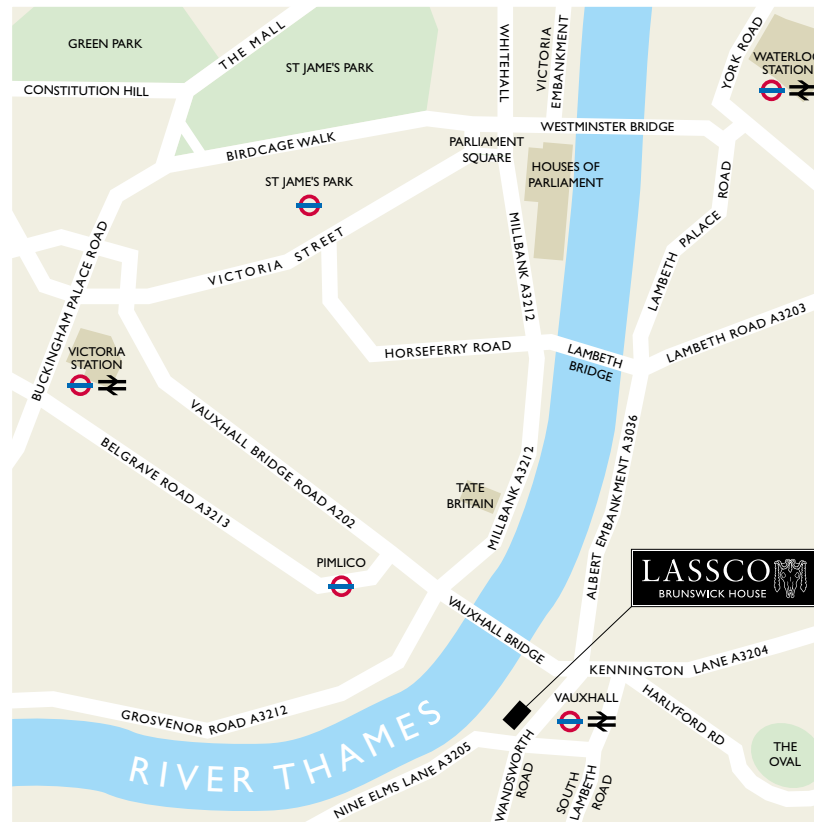 GREEN PARK
THE MALL
ST JAME'S PARK
WHITEHALL
VICTORIA
EMBANKMENT
YORK ROAD
WATERLOO
STATION
CONSTITUTION HILL
BIRDCAGE WALK
WESTMINSTER BRIDGE
PARLIAMENT
SQUARE
HOUSES OF
PARLIAMENT
ST JAME'S PARK
VICTORIA STREET
MILLBANK A3212
LAMBETH PALACE ROAD
BUCKINGHAM PALACE ROAD
VICTORIA
STATION
HORSEFERRY ROAD
LAMBETH
BRIDGE
LAMBETH ROAD A3203
VAUXHALL BRIDGE ROAD A202
BELGRAVE ROAD A3213
TATE
BRITAIN
MILLBANK A3212
ALBERT EMBANKMENT A3036
PIMLICO
LASSCO
BRUNSWICK HOUSE
VAUXHALL BRIDGE
KENNINGTON LANE A3204
VAUXHALL
HARLYFORD RD
GROSVENOR ROAD A3212
RIVER THAMES
NINE ELMS LANE A3205
WANDSWORTH
ROAD
SOUTH
LAMBETH
ROAD
THE
OVAL